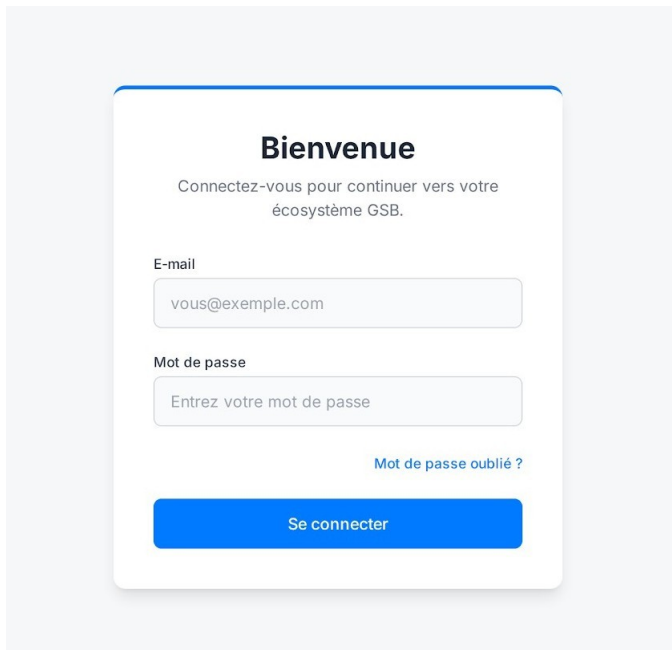 Bienvenue
Connectez-vous pour continuer vers votre
écosystème GSB.
E-mail
vous@exemple.com
Mot de passe
Entrez votre mot de passe
Mot de passe oublié ?
Se connecter